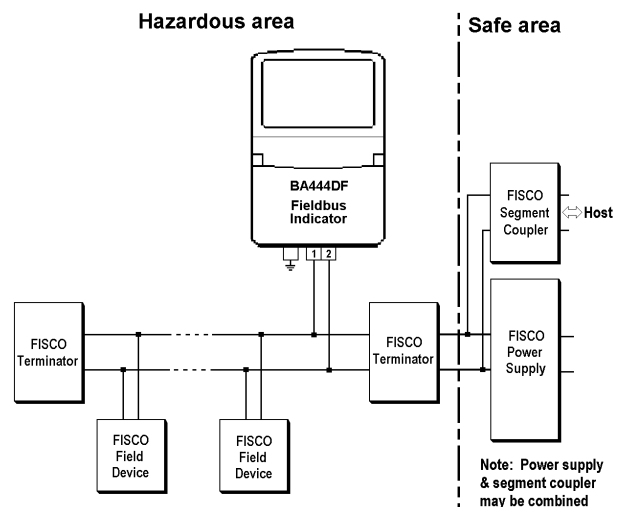 Hazardous area
Safe area
BA444DF
Fieldbus
Indicator
1 2
FISCO
Segment
Coupler
Host
FISCO
Terminator
FISCO
Terminator
FISCO
Power
Supply
FISCO
Field
Device
FISCO
Field
Device
Note: Power supply
& segment coupler
may be combined